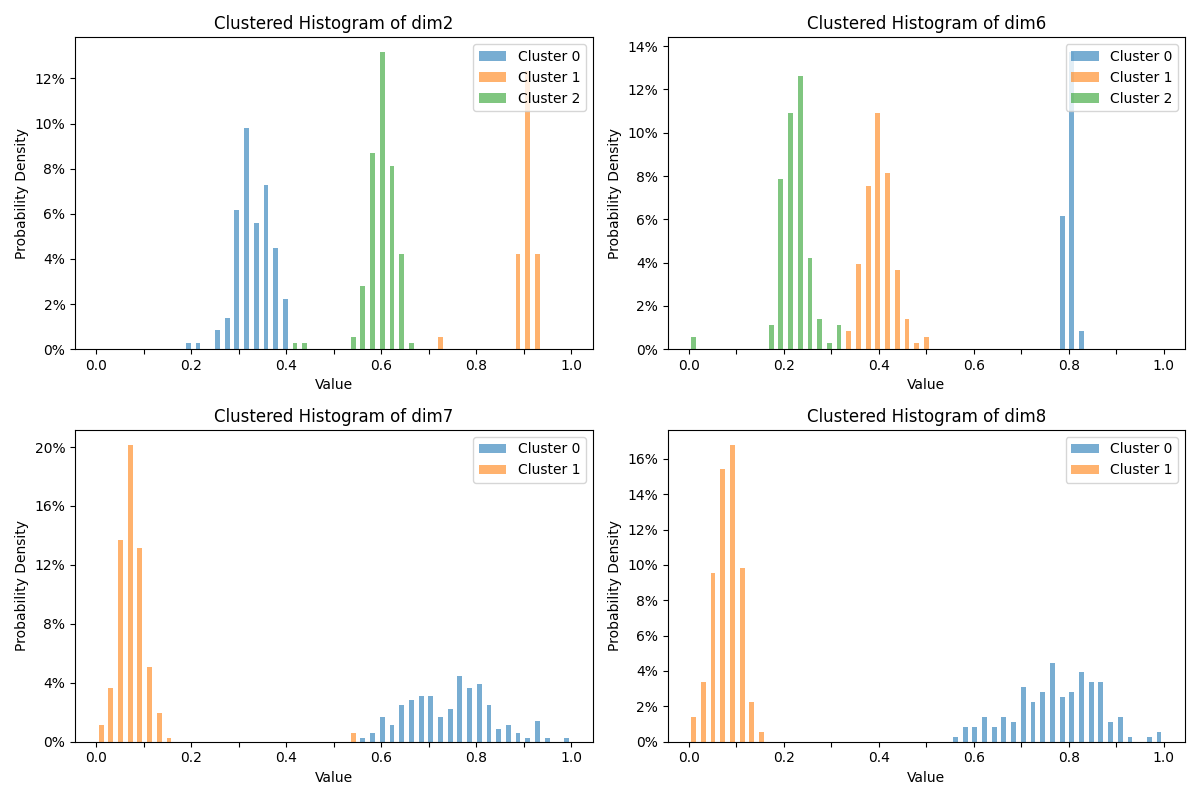 Clustered Histogram of dim2
Probability Density
12%
10%
8%
6%
4%
2%
0%
Cluster 0
Cluster 1
Cluster 2
0.0 0.2 0.4 0.6 0.8 1.0
Value
Clustered Histogram of dim6
Probability Density
14%
12%
10%
8%
6%
4%
2%
0%
Cluster 0
Cluster 1
Cluster 2
0.0 0.2 0.4 0.6 0.8 1.0
Value
Clustered Histogram of dim7
Probability Density
20%
16%
12%
8%
4%
0%
Cluster 0
Cluster 1
0.0 0.2 0.4 0.6 0.8 1.0
Value
Clustered Histogram of dim8
Probability Density
16%
14%
12%
10%
8%
6%
4%
2%
0%
Cluster 0
Cluster 1
0.0 0.2 0.4 0.6 0.8 1.0
Value